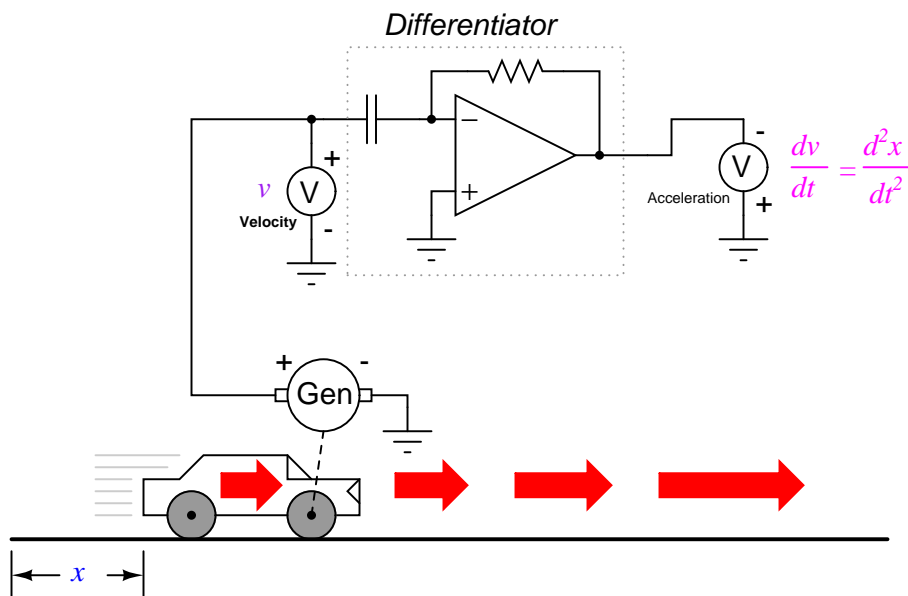 Differentiator
−
+
+
V
-
v
Velocity
-
V
+
Acceleration
dv/dt = d²x/dt²
+
-
Gen
x